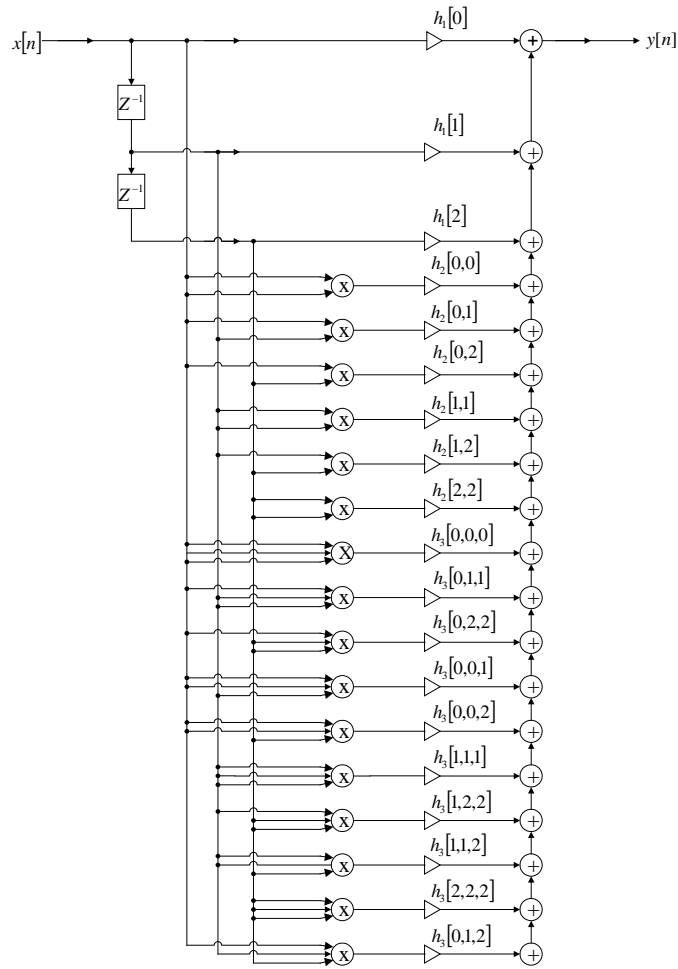 h₁[0]
x[n] + y[n]
Z⁻¹
h₁[1]
+
Z⁻¹
h₁[2]
+
h₂[0,0]
X +
h₂[0,1]
X +
h₂[0,2]
X +
h₂[1,1]
X +
h₂[1,2]
X +
h₂[2,2]
X +
h₃[0,0,0]
X +
h₃[0,1,1]
X +
h₃[0,2,2]
X +
h₃[0,0,1]
X +
h₃[0,0,2]
X +
h₃[1,1,1]
X +
h₃[1,2,2]
X +
h₃[1,1,2]
X +
h₃[2,2,2]
X +
h₃[0,1,2]
X +